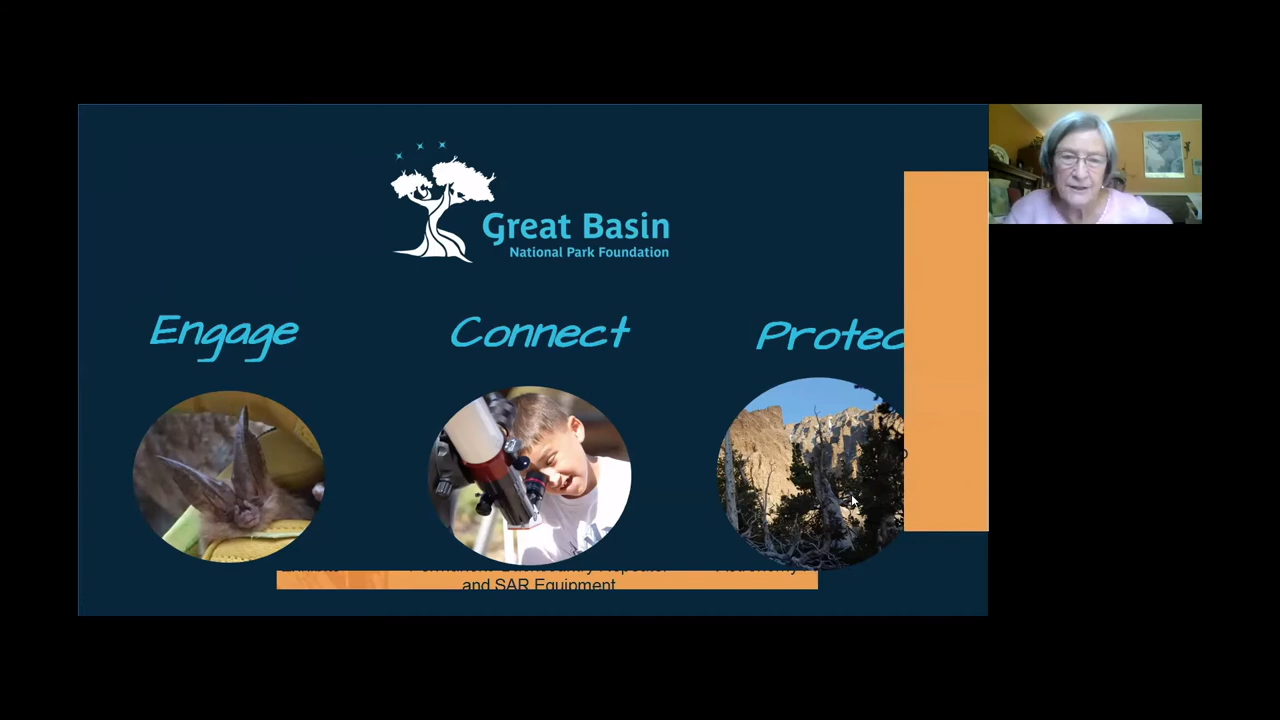 Great Basin
National Park Foundation
Engage
Connect
Protec
and SAR Equipment